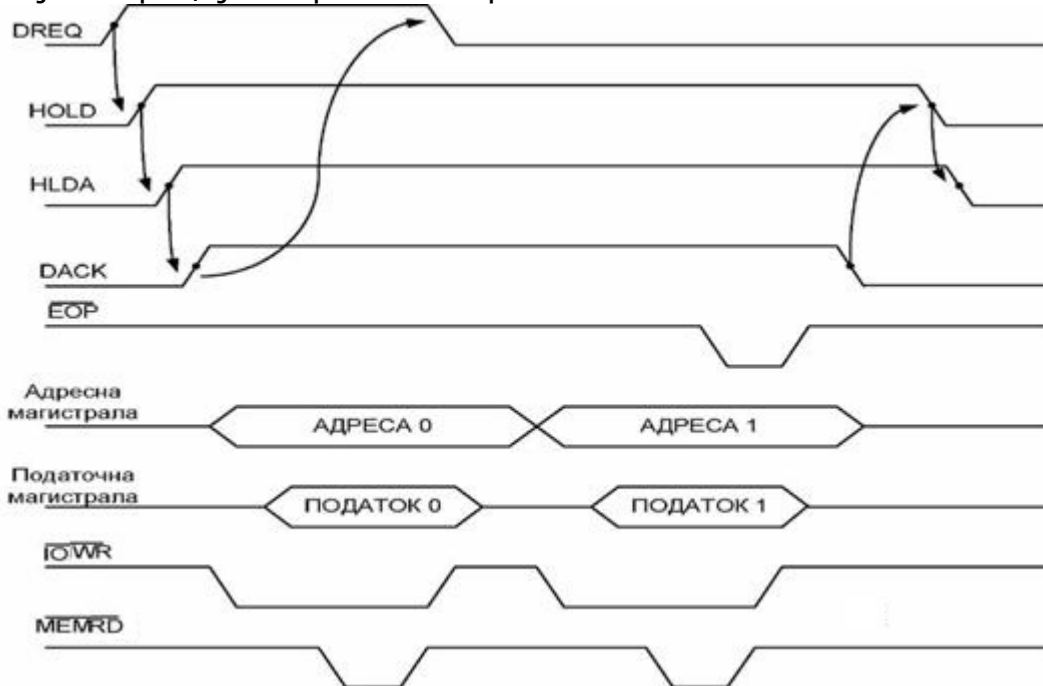 DREQ
HOLD
HLDA
DACK
EOP
Адресна
магистрала
АДРЕСА 0
АДРЕСА 1
Податочна
магистрала
ПОДАТОК 0
ПОДАТОК 1
IOWR
MEMRD